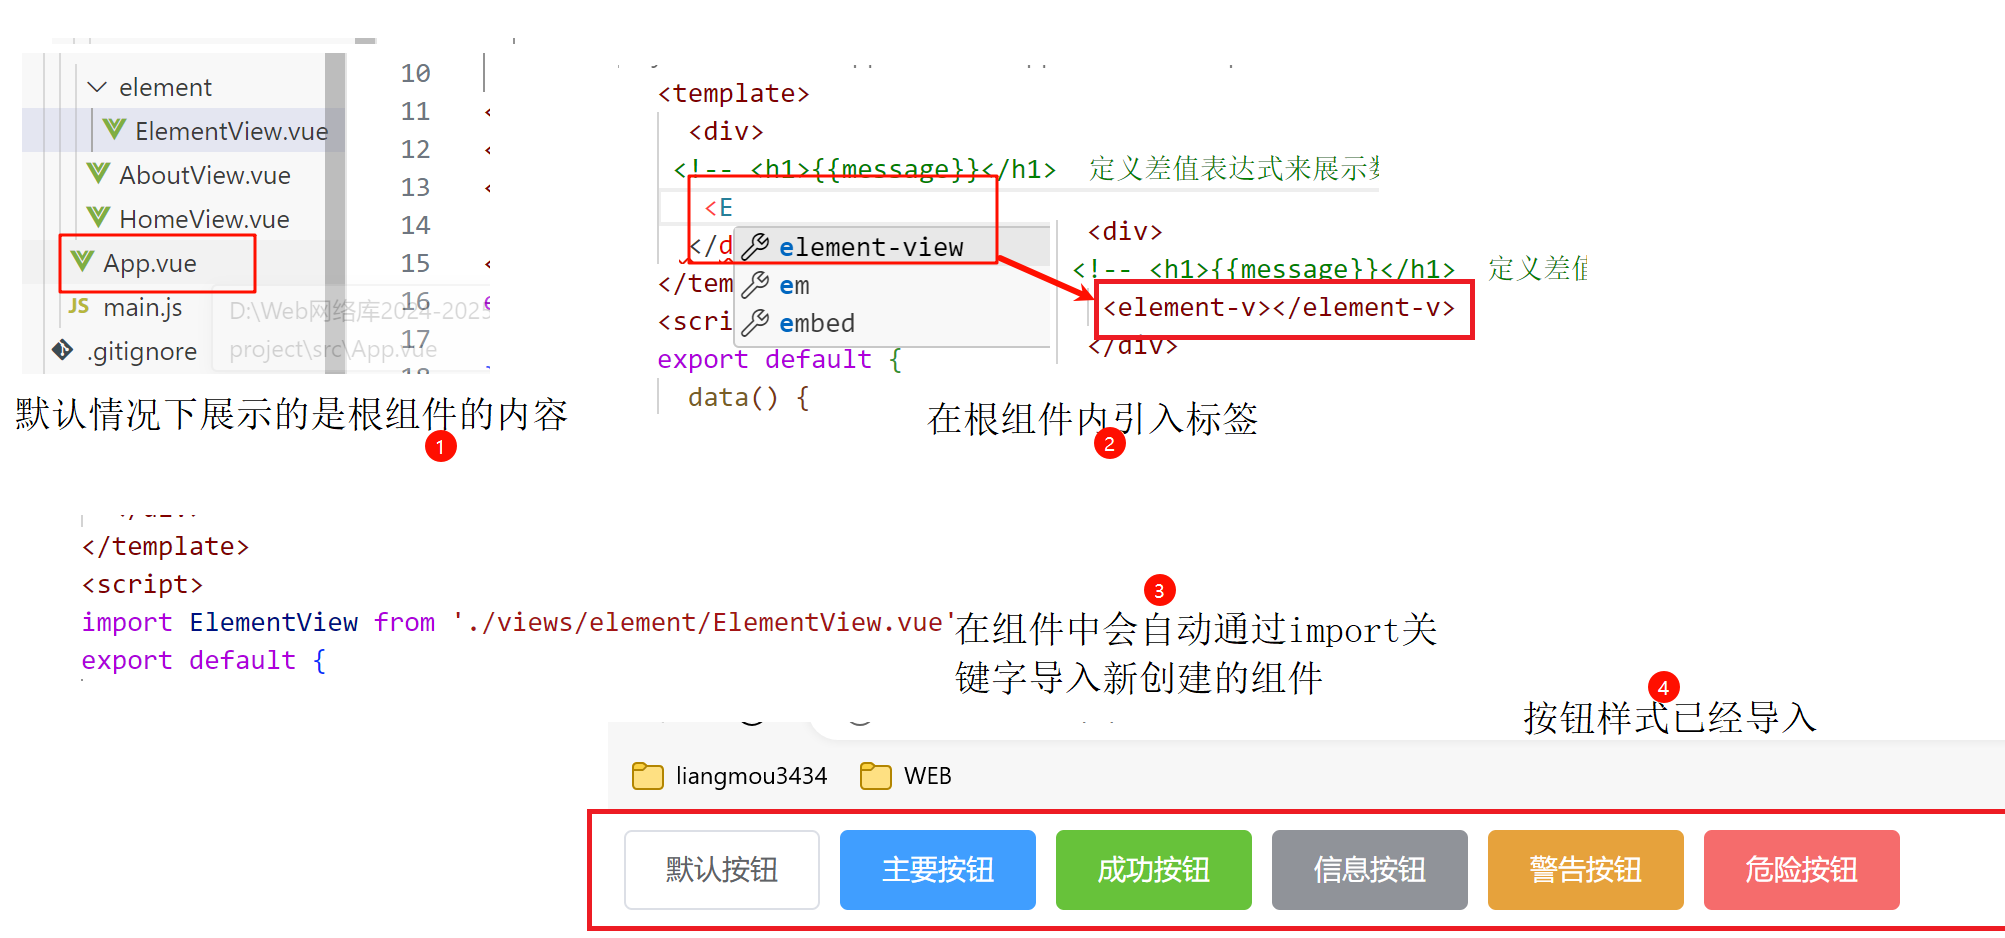 element
ElementView.vue
AboutView.vue
HomeView.vue
App.vue
JS main.js
.gitignore
D:\Web网络库2024-2025
project\src\App.vue
10
11 <
12 <
13 <
14
15 <
16 e
17
18
默认情况下展示的是根组件的内容
1
<template>
<div>
<!-- <h1>{{message}}</h1> 定义差值表达式来展示数
<E
</d
element-view
</tem
em
<scri
embed
export default {
data() {
<div>
<!-- <h1>{{message}}</h1> 定义差值
<element-v></element-v>
</div>
在根组件内引入标签
2
</template>
<script>
import ElementView from './views/element/ElementView.vue'
export default {
3
在组件中会自动通过import关
键字导入新创建的组件
4
按钮样式已经导入
liangmou3434 WEB
默认按钮 主要按钮 成功按钮 信息按钮 警告按钮 危险按钮